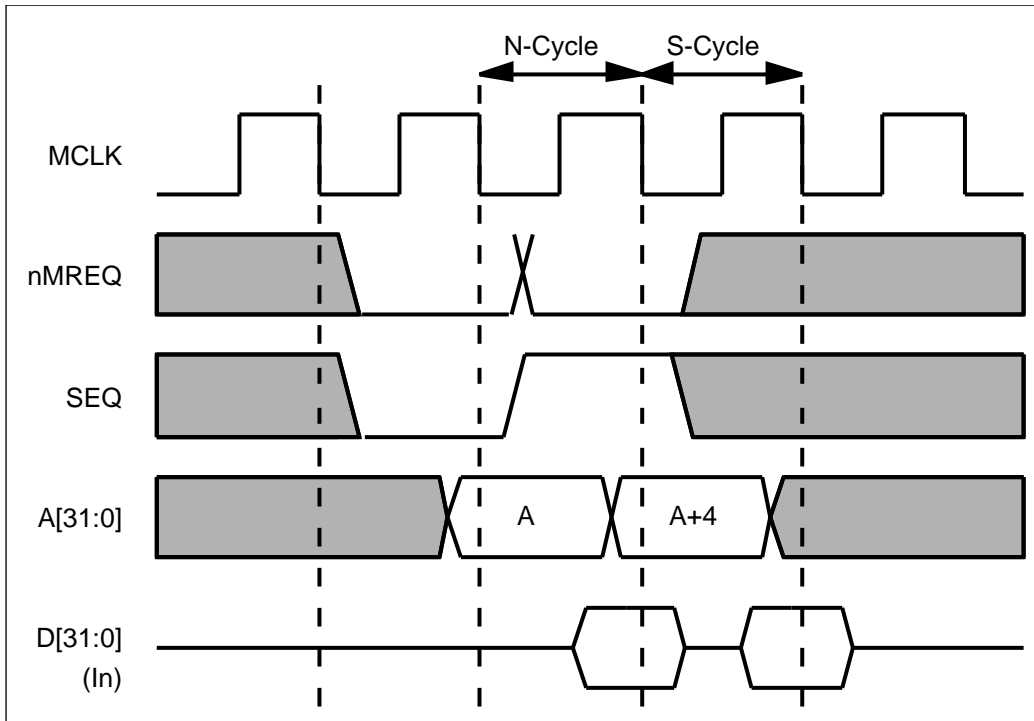 N-Cycle S-Cycle
MCLK
nMREQ
SEQ
A[31:0] A A+4
D[31:0]
(In)